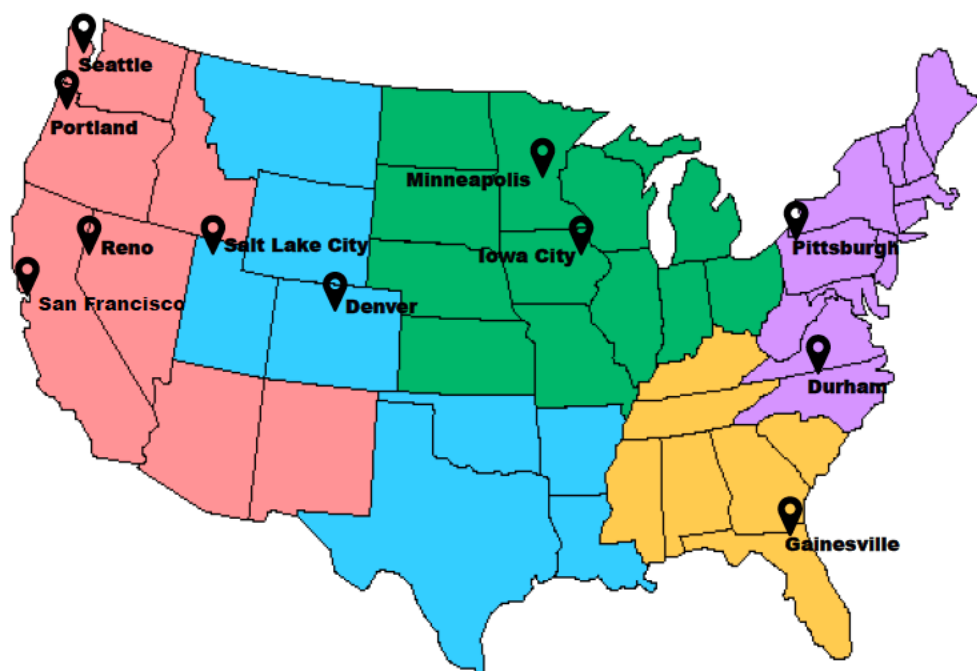 Seattle
Portland
Minneapolis
Reno
Salt Lake City
Iowa City
Pittsburgh
San Francisco
Denver
Durham
Gainesville